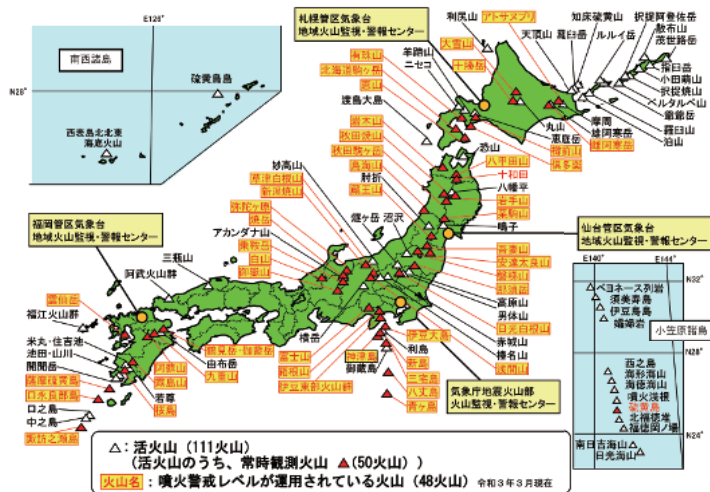 E126°
南西諸島
N28°
硫黄鳥島
西表島北北東
海底火山
札幌管区気象台
地域火山監視・警報センター
利尻山
アトサヌプリ
天頂山
羅臼岳
知床硫黄山
ルルイ岳
択捉阿登佐岳
散布山
茂世路岳
指臼岳
小田萌山
択捉焼山
ベルタルベ山
爺爺岳
羅臼山
泊山
大雪山
十勝岳
羊蹄山
ニセコ
有珠山
北海道駒ヶ岳
恵山
渡島大島
丸山
摩周
雄阿寒岳
雌阿寒岳
恵庭岳
樽前山
倶多楽
岩木山
秋田焼山
秋田駒ヶ岳
鳥海山
肘折
蔵王山
恐山
八甲田山
十和田
八幡平
岩手山
栗駒山
鳴子
妙高山
草津白根山
新潟焼山
弥陀ヶ原
焼岳
アカンダナ山
乗鞍岳
白山
御嶽山
燧ヶ岳
沼沢
仙台管区気象台
地域火山監視・警報センター
吾妻山
安達太良山
磐梯山
那須岳
高原山
男体山
日光白根山
赤城山
榛名山
浅間山
横岳
福岡管区気象台
地域火山監視・警報センター
三瓶山
阿武火山群
雲仙岳
福江火山群
米丸・住吉池
池田・山川
開聞岳
薩摩硫黄島
口永良部島
口之島
中之島
諏訪之瀬島
鶴見岳・伽藍岳
由布岳
九重山
阿蘇山
霧島山
若尊
桜島
富士山
箱根山
伊豆東部火山群
伊豆大島
利島
新島
神津島
三宅島
御蔵島
八丈島
青ヶ島
気象庁地震火山部
火山監視・警報センター
E140°
E144°
N32°
ベヨネース列岩
須美寿島
伊豆鳥島
孀婦岩
小笠原諸島
N28°
西之島
海形海山
海徳海山
噴火浅根
硫黄島
北福徳堆
福徳岡ノ場
N24°
南日吉海山
日光海山
△：活火山（111火山）
（活火山のうち、常時観測火山 ▲（50火山））
火山名：噴火警戒レベルが運用されている火山（48火山）
令和３年３月現在